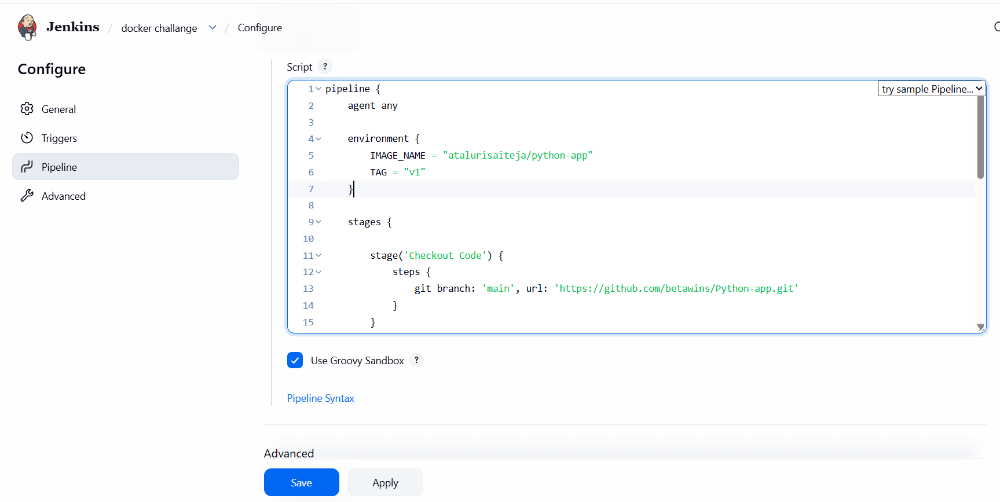 Jenkins / docker challange / Configure
Configure
General
Triggers
Pipeline
Advanced
Script ?
try sample Pipeline...
1 pipeline {
2     agent any
3
4     environment {
5         IMAGE_NAME = "atalurisaiteja/python-app"
6         TAG = "v1"
7     }
8
9     stages {
10
11         stage('Checkout Code') {
12             steps {
13                 git branch: 'main', url: 'https://github.com/betawins/Python-app.git'
14             }
15         }
Use Groovy Sandbox ?
Pipeline Syntax
Advanced
Save Apply